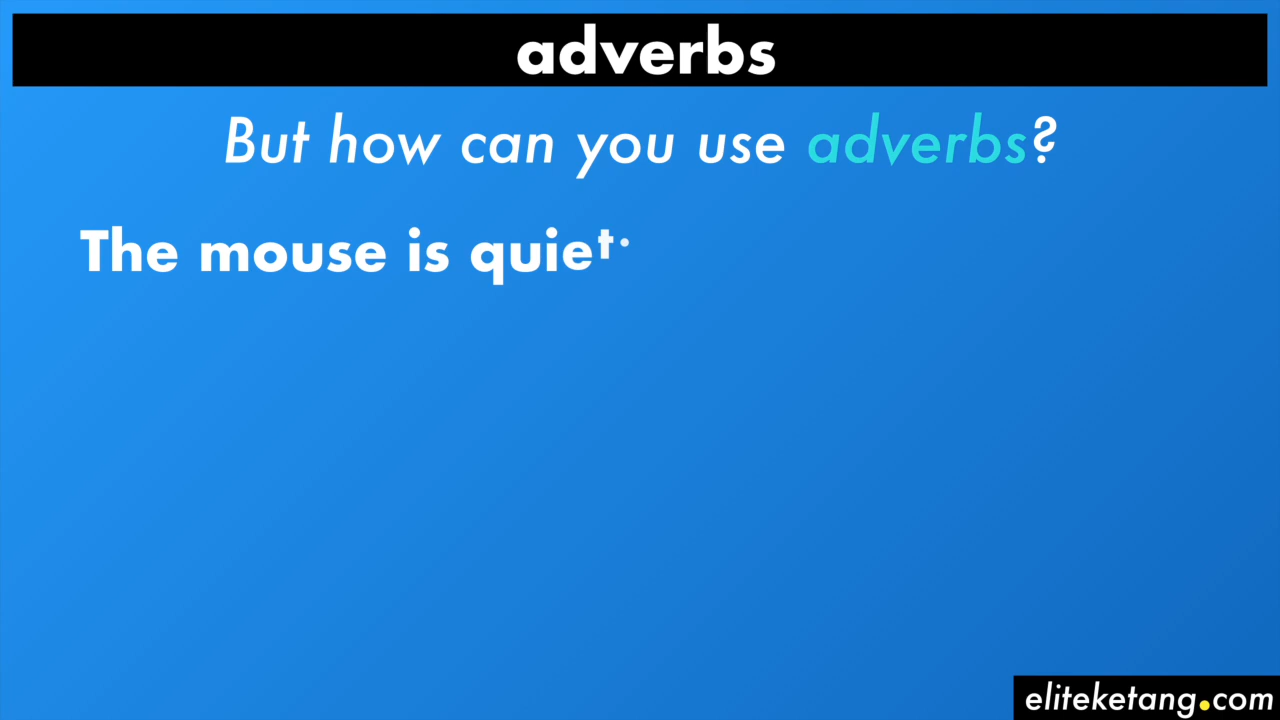 adverbs
But how can you use adverbs?
The mouse is quiet.
eliteketang.com